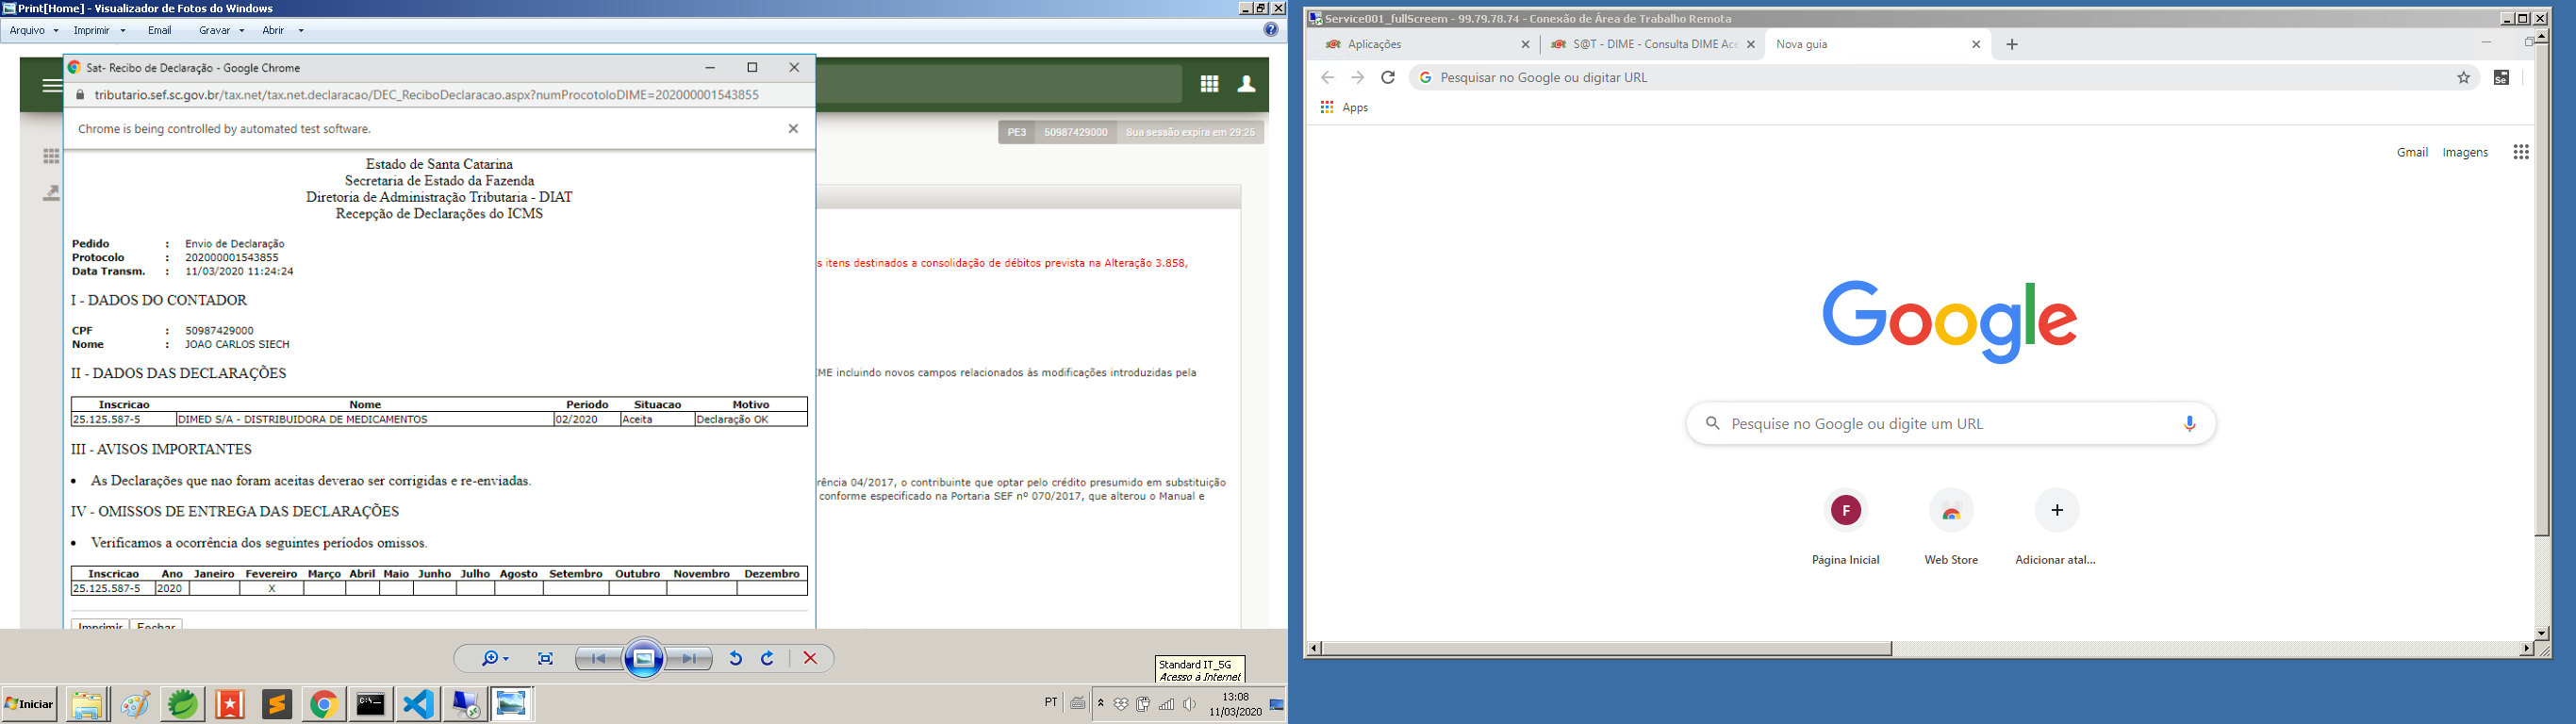 Print[Home] - Visualizador de Fotos do Windows
Arquivo Imprimir Email Gravar Abrir
Sat- Recibo de Declaração - Google Chrome
tributario.sef.sc.gov.br/tax.net/tax.net.declaracao/DEC_ReciboDeclaracao.aspx?numProcotoloDIME=202000001543855
Chrome is being controlled by automated test software.
PE3 50987429000 Sua sessão expira em 29:25
Estado de Santa Catarina
Secretaria de Estado da Fazenda
Diretoria de Administração Tributaria - DIAT
Recepção de Declarações do ICMS
Pedido : Envio de Declaração
Protocolo : 202000001543855
Data Transm. : 11/03/2020 11:24:24
s itens destinados a consolidação de débitos prevista na Alteração 3.858,
I - DADOS DO CONTADOR
CPF : 50987429000
Nome : JOAO CARLOS SIECH
II - DADOS DAS DECLARAÇÕES
IME incluindo novos campos relacionados às modificações introduzidas pela
Inscricao Nome Periodo Situacao Motivo
25.125.587-5 DIMED S/A - DISTRIBUIDORA DE MEDICAMENTOS 02/2020 Aceita Declaração OK
III - AVISOS IMPORTANTES
• As Declarações que nao foram aceitas deverao ser corrigidas e re-enviadas.
rência 04/2017, o contribuinte que optar pelo crédito presumido em substituição
conforme especificado na Portaria SEF nº 070/2017, que alterou o Manual e
IV - OMISSOS DE ENTREGA DAS DECLARAÇÕES
• Verificamos a ocorrência dos seguintes períodos omissos.
Inscricao Ano Janeiro Fevereiro Março Abril Maio Junho Julho Agosto Setembro Outubro Novembro Dezembro
25.125.587-5 2020 X
Imprimir Fechar
Standard IT_5G
Acesso à Internet
Iniciar
PT
13:08
11/03/2020
Service001_fullScreem - 99.79.78.74 - Conexão de Área de Trabalho Remota
Aplicações
S@T - DIME - Consulta DIME Ace
Nova guia
Pesquisar no Google ou digitar URL
Se
Apps
Gmail Imagens
Google
Pesquise no Google ou digite um URL
F
Página Inicial
Web Store
Adicionar atal...